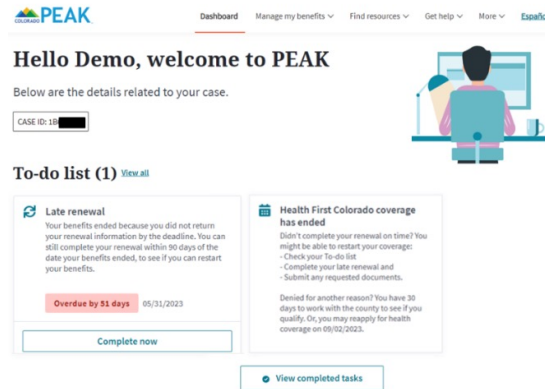 COLORADO PEAK
Dashboard Manage my benefits Find resources Get help More Españo
Hello Demo, welcome to PEAK
Below are the details related to your case.
CASE ID: 1B
To-do list (1) View all
Late renewal
Your benefits ended because you did not return
your renewal information by the deadline. You can
still complete your renewal within 90 days of the
date your benefits ended, to see if you can restart
your benefits.
Overdue by 51 days 05/31/2023
Complete now
Health First Colorado coverage
has ended
Didn't complete your renewal on time? You
might be able to restart your coverage:
- Check your To-do list
- Complete your late renewal and
- Submit any requested documents.
Denied for another reason? You have 30
days to work with the county to see if you
qualify. Or, you may reapply for health
coverage on 09/02/2023.
View completed tasks